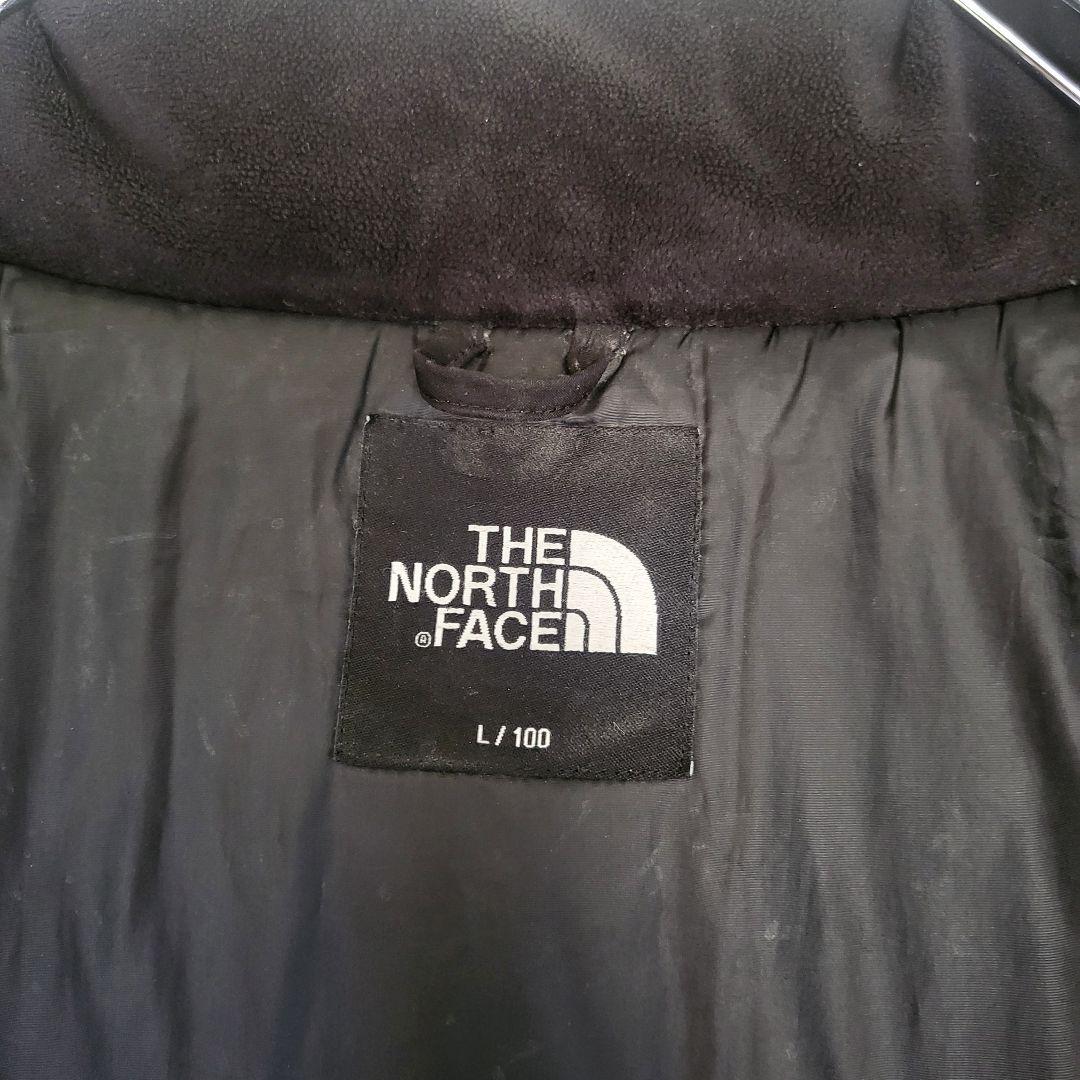 THE
NORTH
®FACE
L / 100